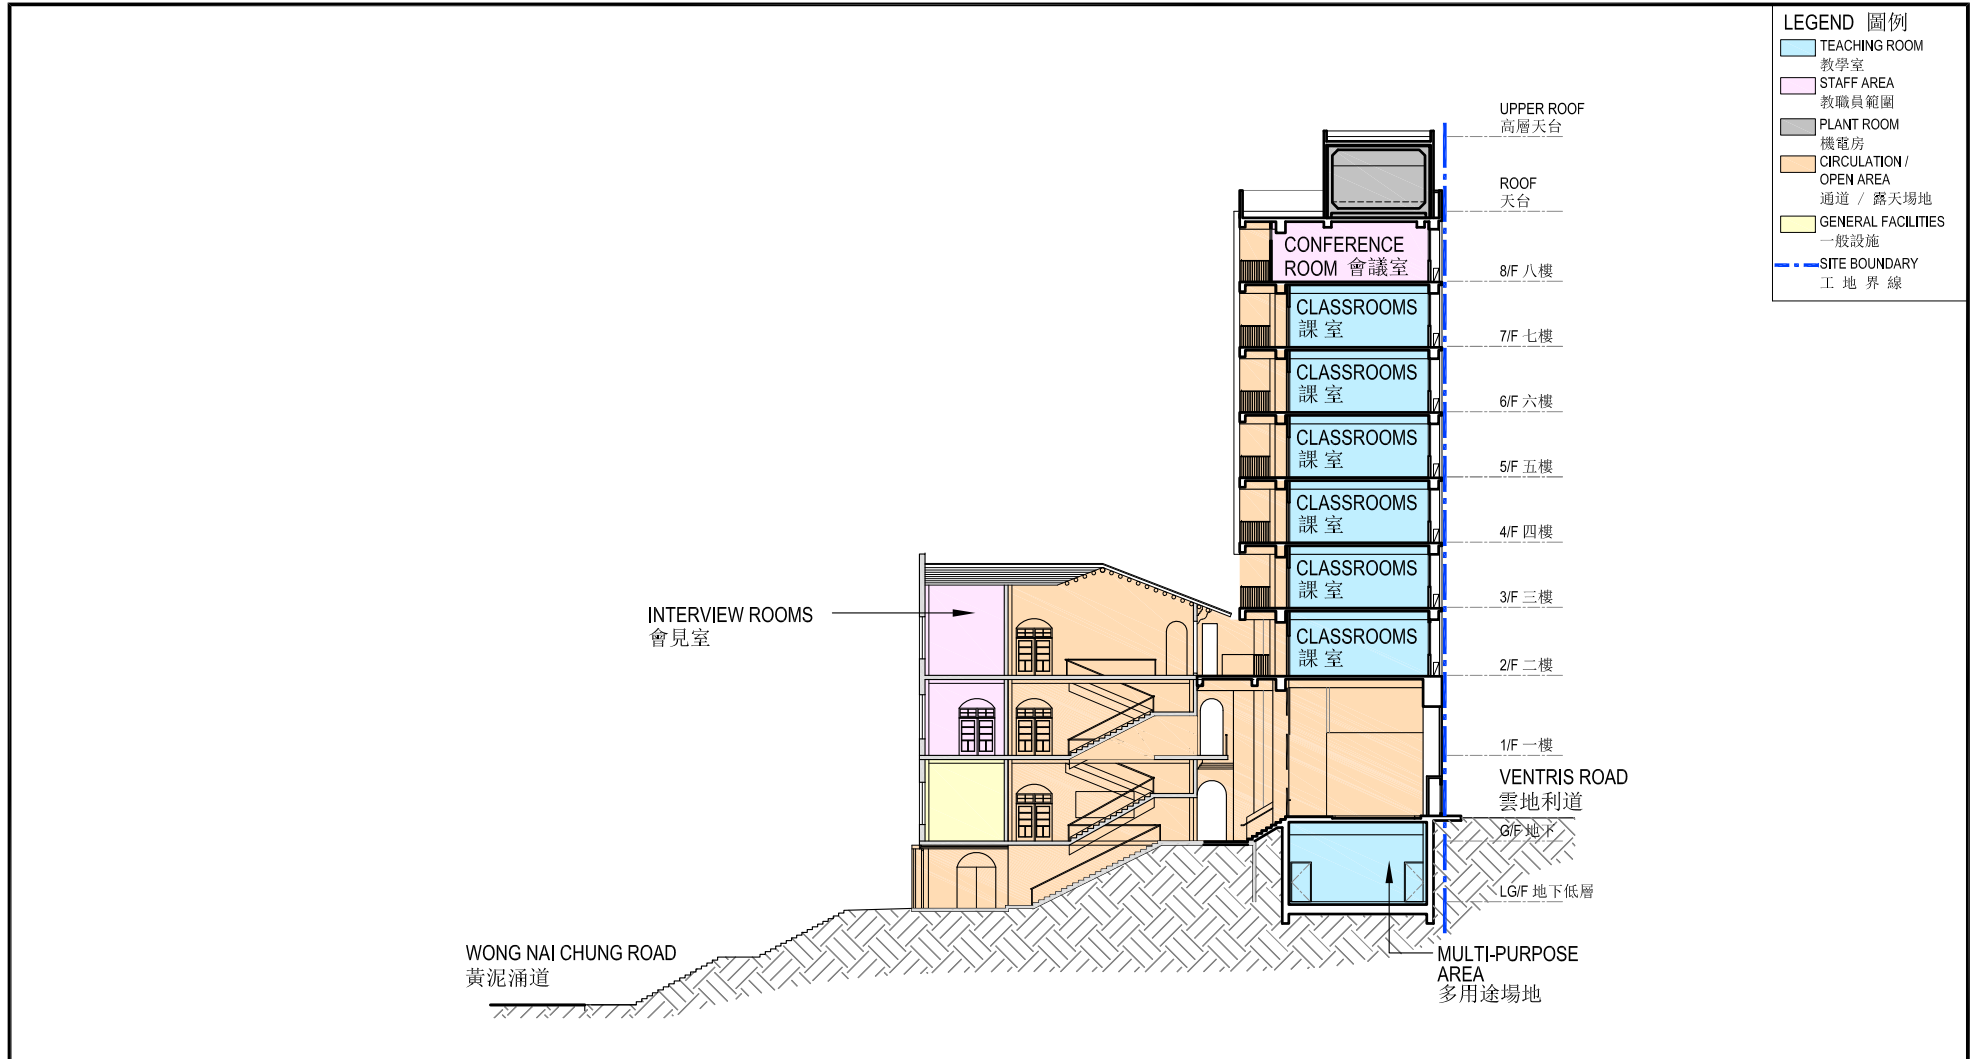 LEGEND 圖例
TEACHING ROOM
教學室
STAFF AREA
教職員範圍
PLANT ROOM
機電房
CIRCULATION /
OPEN AREA
通道 / 露天場地
GENERAL FACILITIES
一般設施
SITE BOUNDARY
工地界線
UPPER ROOF
高層天台
ROOF
天台
CONFERENCE
ROOM 會議室
8/F 八樓
CLASSROOMS
課室
7/F 七樓
CLASSROOMS
課室
6/F 六樓
CLASSROOMS
課室
5/F 五樓
CLASSROOMS
課室
4/F 四樓
CLASSROOMS
課室
3/F 三樓
INTERVIEW ROOMS
會見室
CLASSROOMS
課室
2/F 二樓
1/F 一樓
VENTRIS ROAD
雲地利道
G/F 地下
LG/F 地下低層
WONG NAI CHUNG ROAD
黃泥涌道
MULTI-PURPOSE
AREA
多用途場地